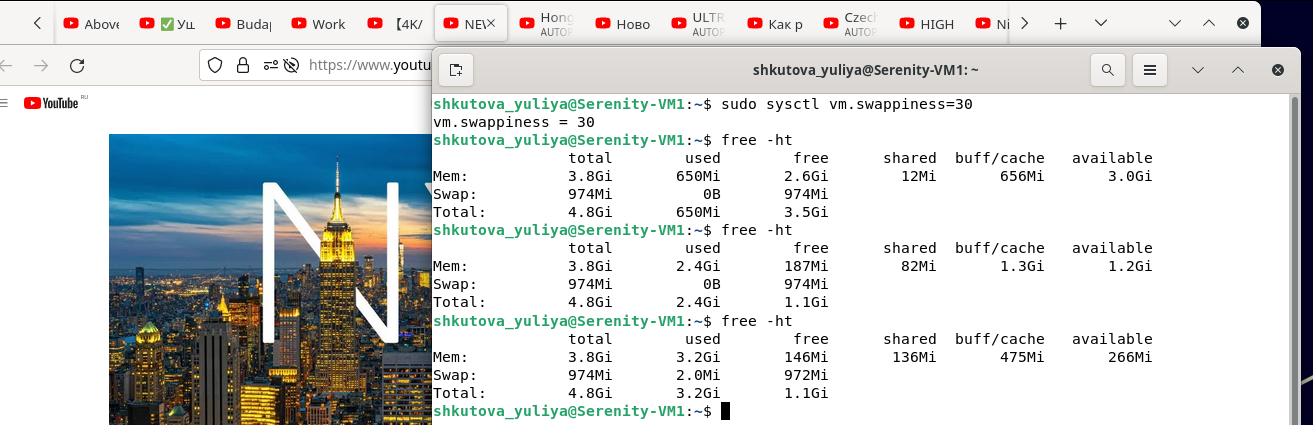 Above
✅ Уш
Budap
Work
【4K/
NEW
Hong
AUTOP
Ново
ULTR
AUTOP
Как р
Czech
AUTOP
HIGH
Ni
https://www.youtu
YouTube RU
N
shkutova_yuliya@Serenity-VM1: ~
shkutova_yuliya@Serenity-VM1:~$ sudo sysctl vm.swappiness=30
vm.swappiness = 30
shkutova_yuliya@Serenity-VM1:~$ free -ht
total used free shared buff/cache available
Mem: 3.8Gi 650Mi 2.6Gi 12Mi 656Mi 3.0Gi
Swap: 974Mi 0B 974Mi
Total: 4.8Gi 650Mi 3.5Gi
shkutova_yuliya@Serenity-VM1:~$ free -ht
total used free shared buff/cache available
Mem: 3.8Gi 2.4Gi 187Mi 82Mi 1.3Gi 1.2Gi
Swap: 974Mi 0B 974Mi
Total: 4.8Gi 2.4Gi 1.1Gi
shkutova_yuliya@Serenity-VM1:~$ free -ht
total used free shared buff/cache available
Mem: 3.8Gi 3.2Gi 146Mi 136Mi 475Mi 266Mi
Swap: 974Mi 2.0Mi 972Mi
Total: 4.8Gi 3.2Gi 1.1Gi
shkutova_yuliya@Serenity-VM1:~$